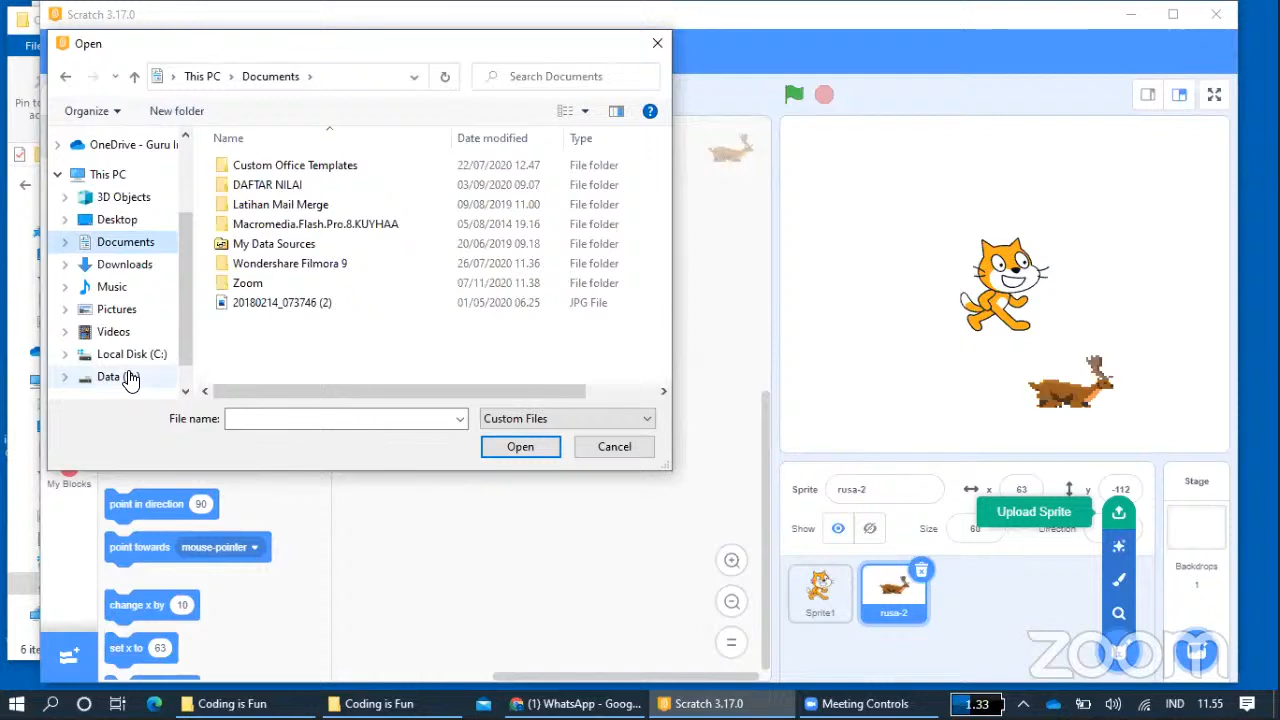 Scratch 3.17.0
File
Open
This PC
Documents
Search Documents
Organize
New folder
Name
Date modified
Type
OneDrive - Guru In
This PC
3D Objects
Desktop
Documents
Downloads
Music
Pictures
Videos
Local Disk (C:)
Data
Custom Office Templates 22/07/2020 12.47 File folder
DAFTAR NILAI 03/09/2020 09.07 File folder
Latihan Mail Merge 09/08/2019 11.00 File folder
Macromedia.Flash.Pro.8.KUYHAA 05/08/2014 19.16 File folder
My Data Sources 20/06/2019 09.18 File folder
Wondershare Filmora 9 26/07/2020 11.36 File folder
Zoom 07/11/2020 11.38 File folder
20180214_073746 (2) 01/05/2020 06.25 JPG File
File name:
Custom Files
Open
Cancel
Pin to
My Blocks
point in direction 90
point towards mouse-pointer
change x by 10
set x to 63
Sprite rusa-2 x 63 y -112
Show Size 60 Direction
Upload Sprite
Sprite1
rusa-2
Stage
Backdrops
1
zoom
Coding is Fun
Coding is Fun
(1) WhatsApp - Goog...
Scratch 3.17.0
Meeting Controls
1.33
IND
11.55